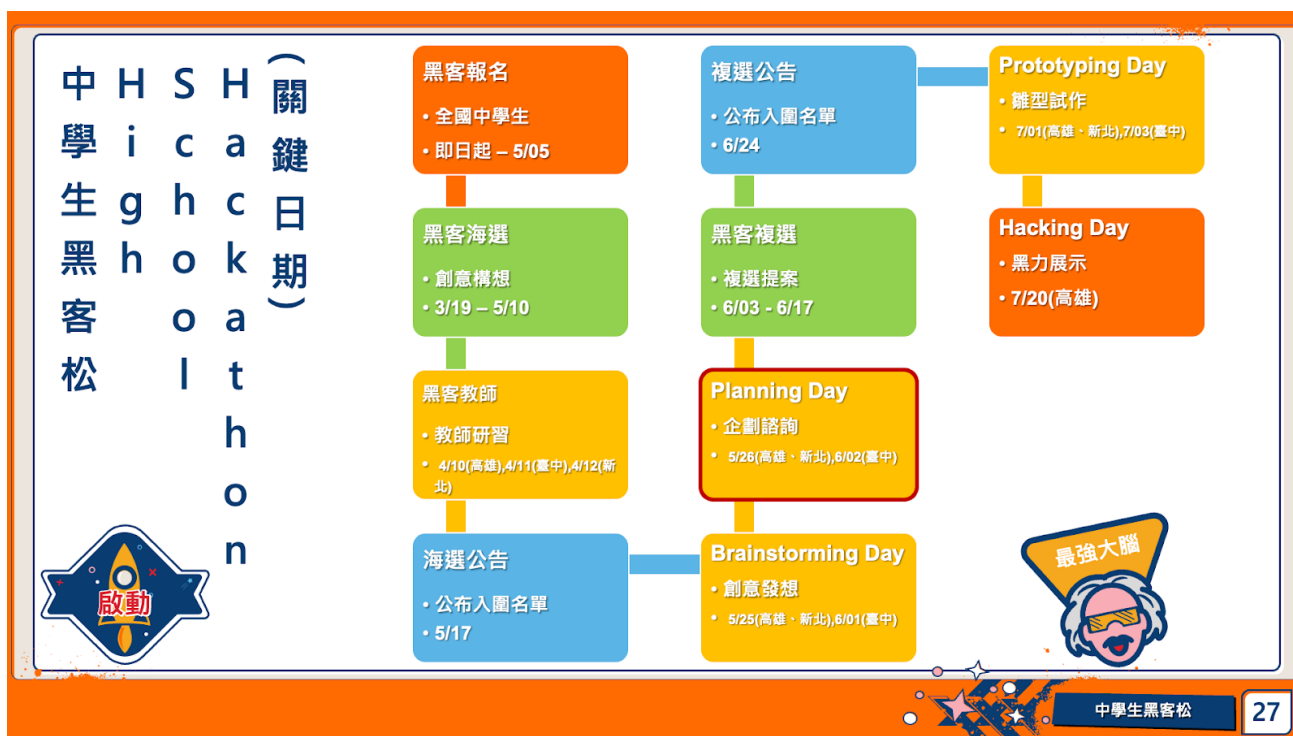 中學生黑客松
High
School
Hackathon
(關鍵日期)
黑客報名
• 全國中學生
• 即日起 – 5/05
黑客海選
• 創意構想
• 3/19 – 5/10
黑客教師
• 教師研習
• 4/10(高雄),4/11(臺中),4/12(新
北)
海選公告
• 公布入圍名單
• 5/17
Brainstorming Day
• 創意發想
• 5/25(高雄、新北),6/01(臺中)
Planning Day
• 企劃諮詢
• 5/26(高雄、新北),6/02(臺中)
黑客複選
• 複選提案
• 6/03 - 6/17
複選公告
• 公布入圍名單
• 6/24
Prototyping Day
• 雛型試作
• 7/01(高雄、新北),7/03(臺中)
Hacking Day
• 黑力展示
• 7/20(高雄)
啟動
最強大腦
中學生黑客松
27